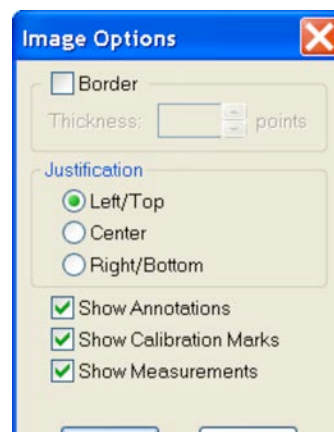 Image Options
Border
Thickness: points
Justification
Left/Top
Center
Right/Bottom
Show Annotations
Show Calibration Marks
Show Measurements